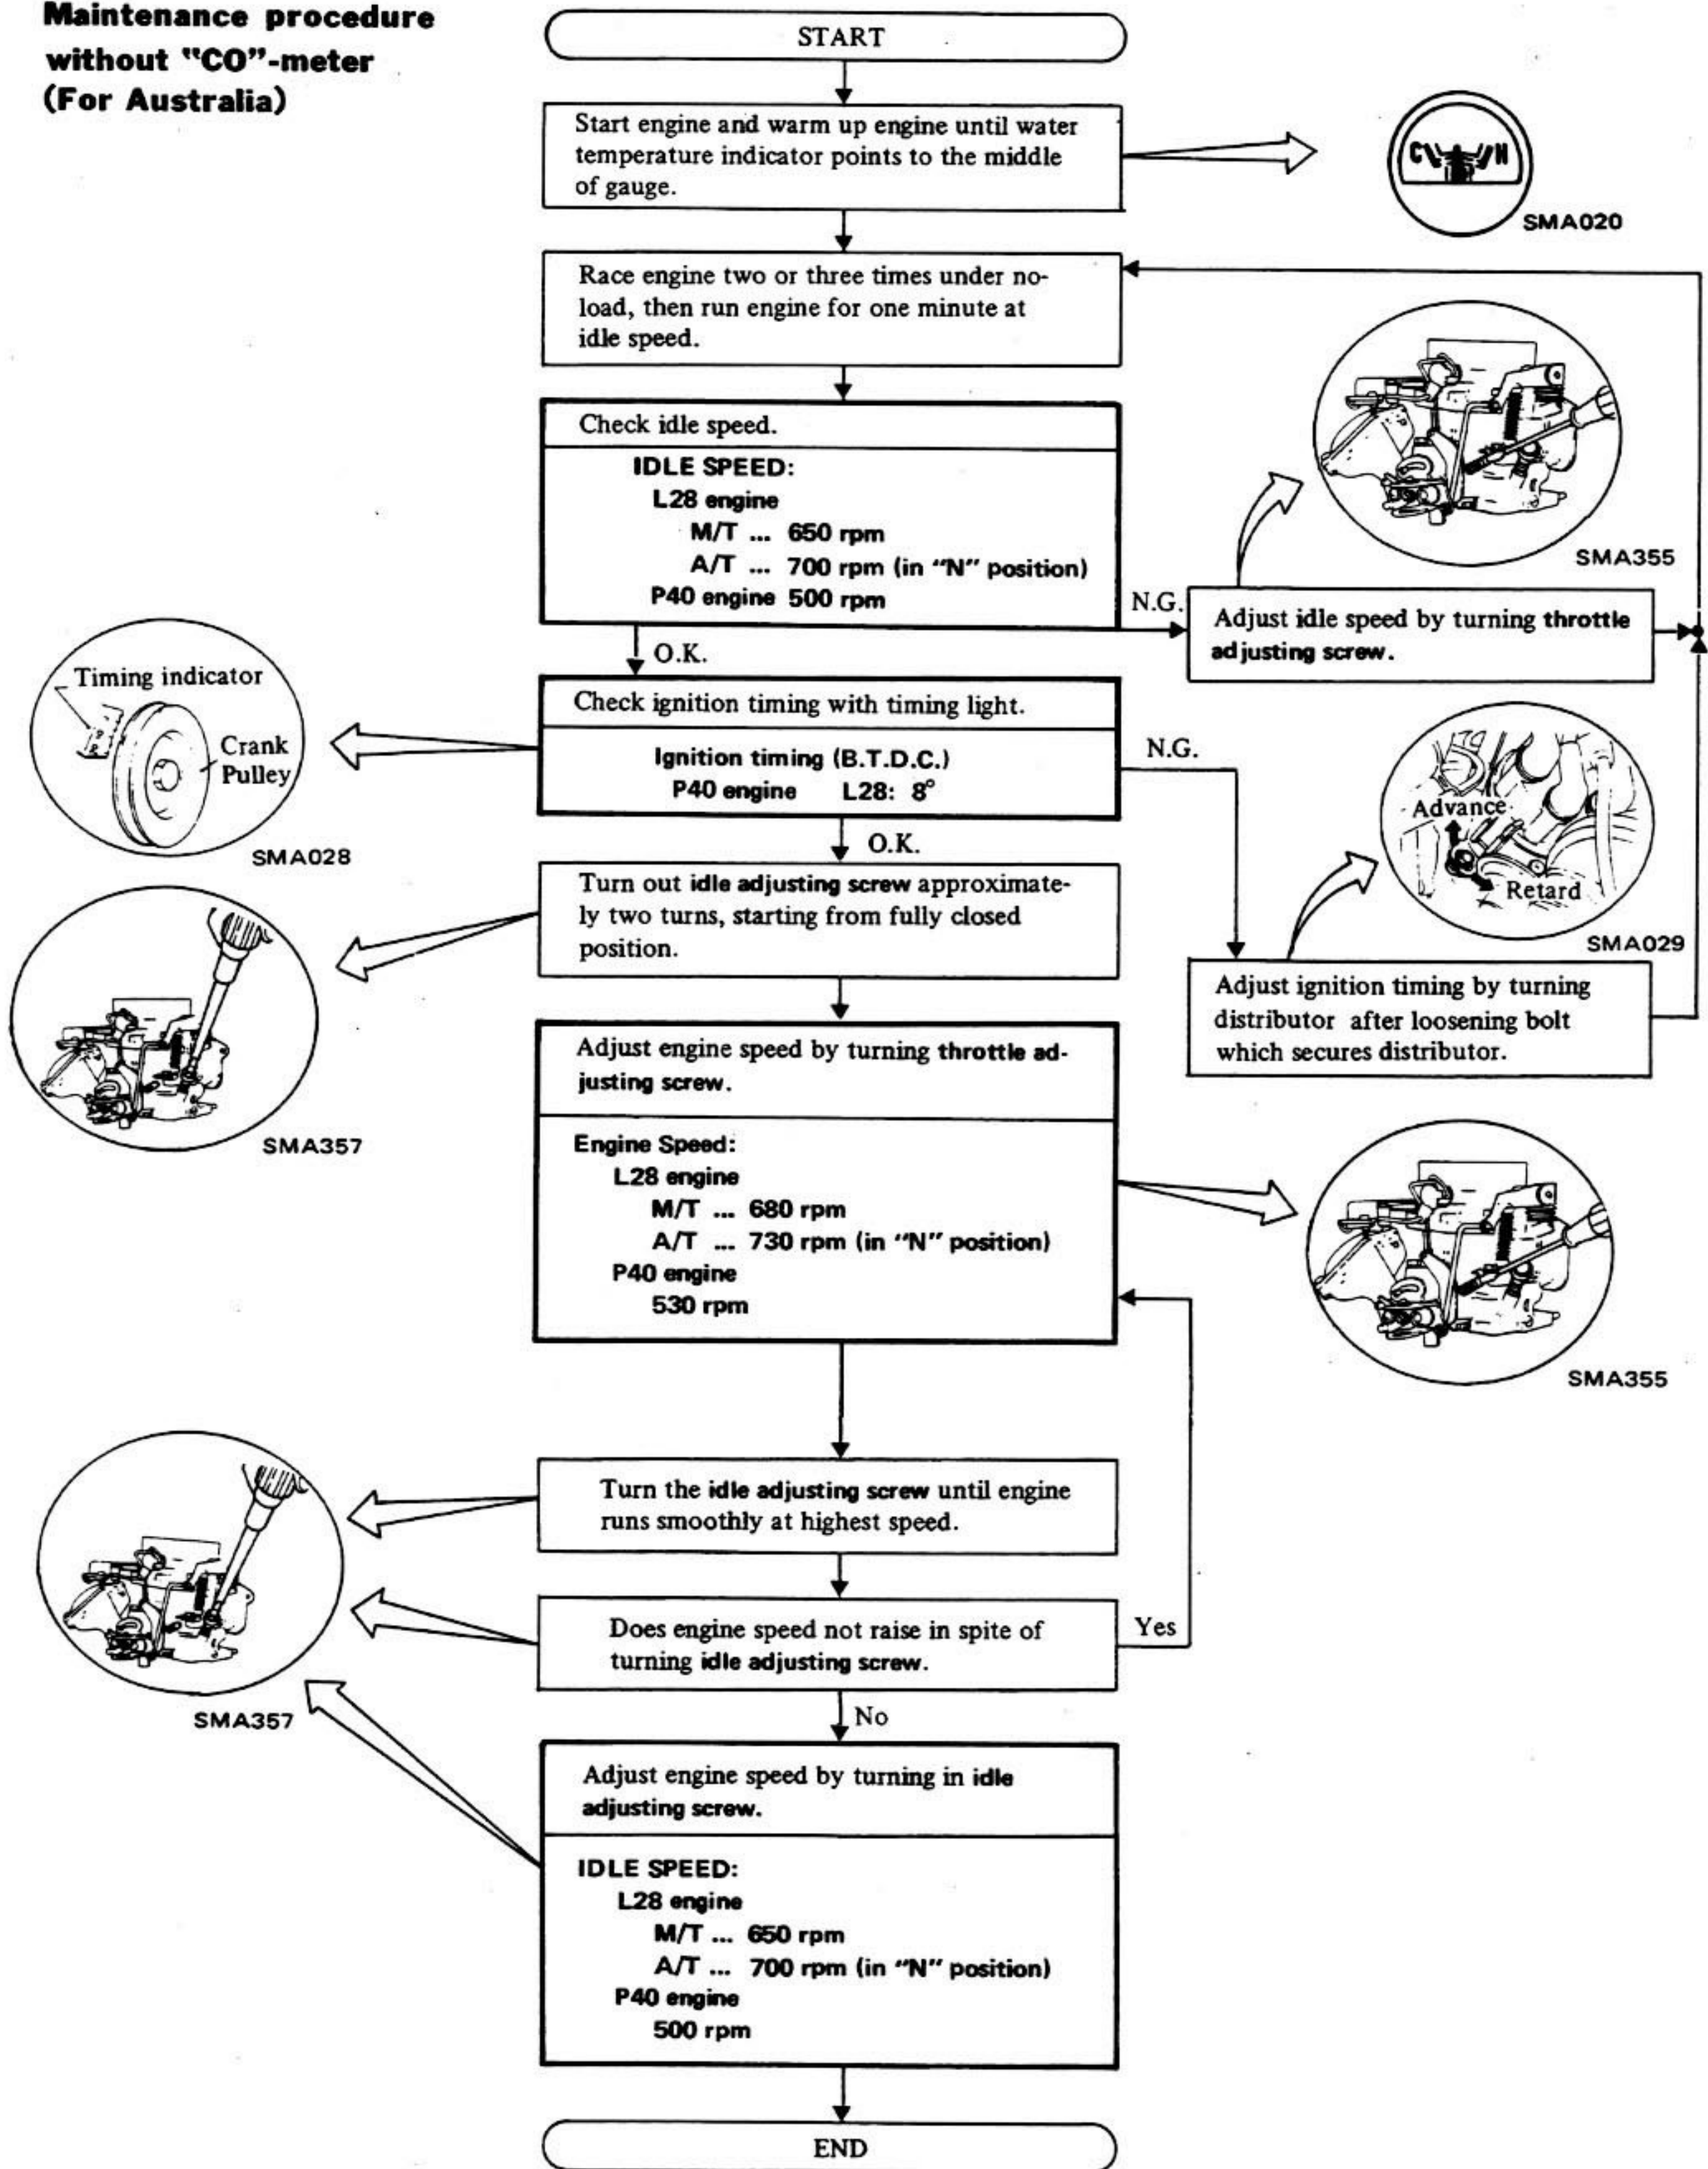 Maintenance procedure
without "CO"-meter
(For Australia)
START
Start engine and warm up engine until water
temperature indicator points to the middle
of gauge.
C H
SMA020
Race engine two or three times under no-
load, then run engine for one minute at
idle speed.
Check idle speed.
IDLE SPEED:
L28 engine
M/T ... 650 rpm
A/T ... 700 rpm (in "N" position)
P40 engine 500 rpm
SMA355
N.G.
Adjust idle speed by turning throttle
adjusting screw.
O.K.
Timing indicator
Crank
Pulley
SMA028
Check ignition timing with timing light.
Ignition timing (B.T.D.C.)
P40 engine L28: 8°
N.G.
Advance
Retard
SMA029
O.K.
Turn out idle adjusting screw approximate-
ly two turns, starting from fully closed
position.
Adjust ignition timing by turning
distributor after loosening bolt
which secures distributor.
SMA357
Adjust engine speed by turning throttle ad-
justing screw.
Engine Speed:
L28 engine
M/T ... 680 rpm
A/T ... 730 rpm (in "N" position)
P40 engine
530 rpm
SMA355
Turn the idle adjusting screw until engine
runs smoothly at highest speed.
Does engine speed not raise in spite of
turning idle adjusting screw.
Yes
SMA357
No
Adjust engine speed by turning in idle
adjusting screw.
IDLE SPEED:
L28 engine
M/T ... 650 rpm
A/T ... 700 rpm (in "N" position)
P40 engine
500 rpm
END